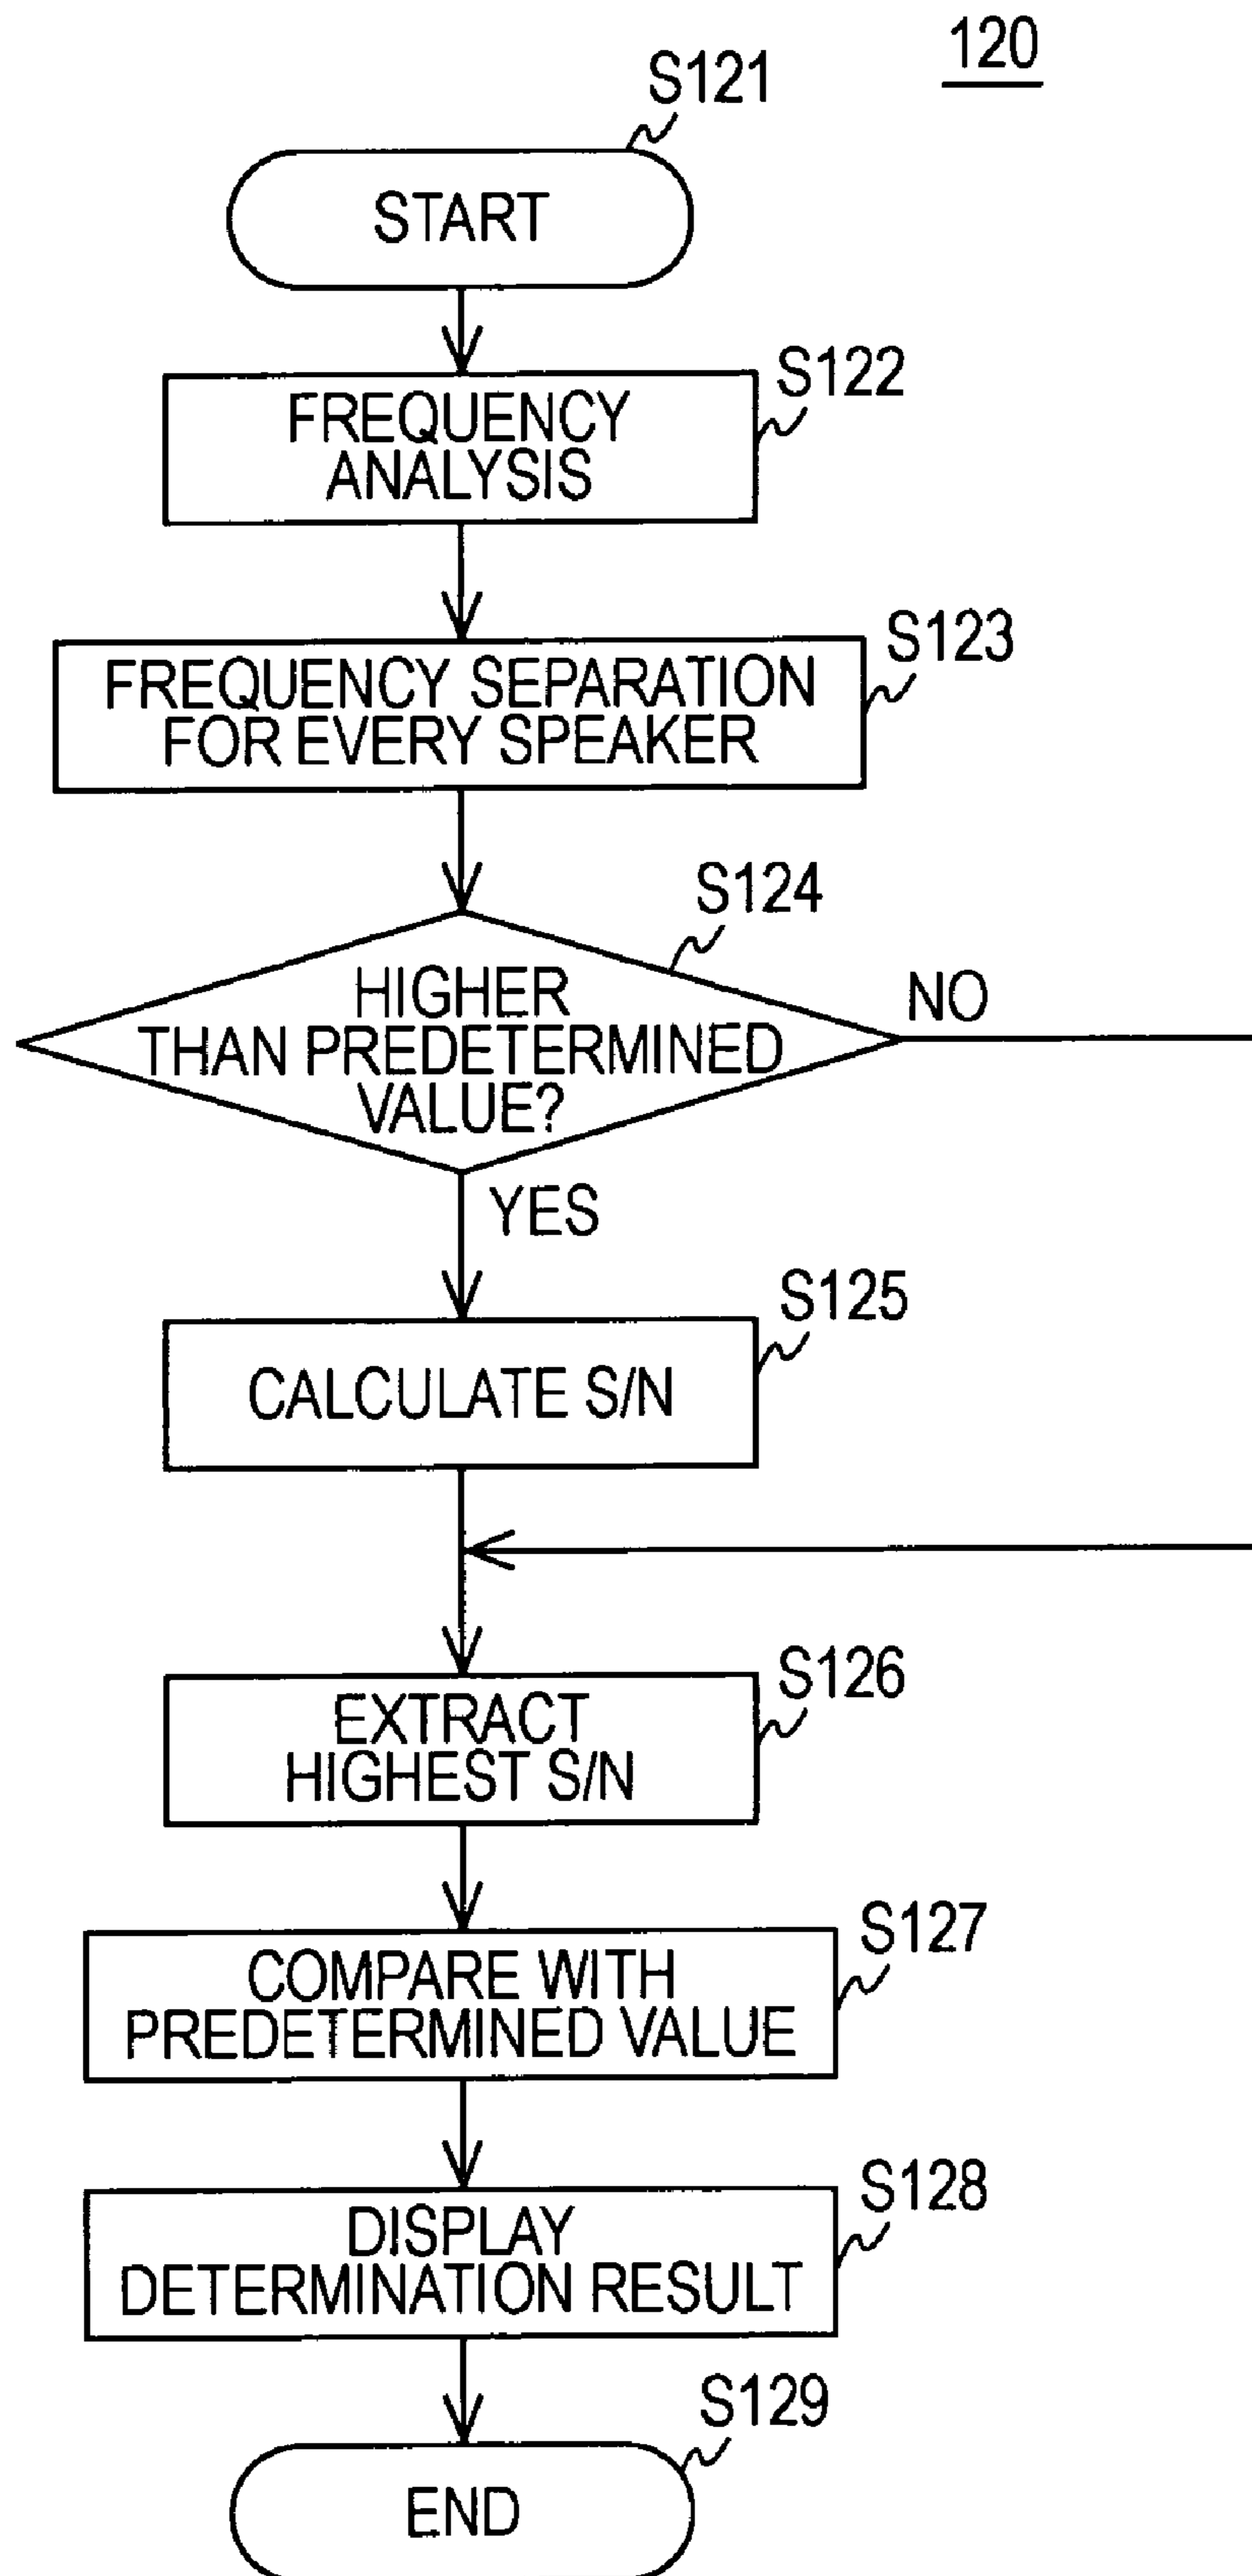 120
S121
START
S122
FREQUENCY
ANALYSIS
S123
FREQUENCY SEPARATION
FOR EVERY SPEAKER
S124
HIGHER
THAN PREDETERMINED
VALUE?
NO
YES
S125
CALCULATE S/N
S126
EXTRACT
HIGHEST S/N
S127
COMPARE WITH
PREDETERMINED VALUE
S128
DISPLAY
DETERMINATION RESULT
S129
END